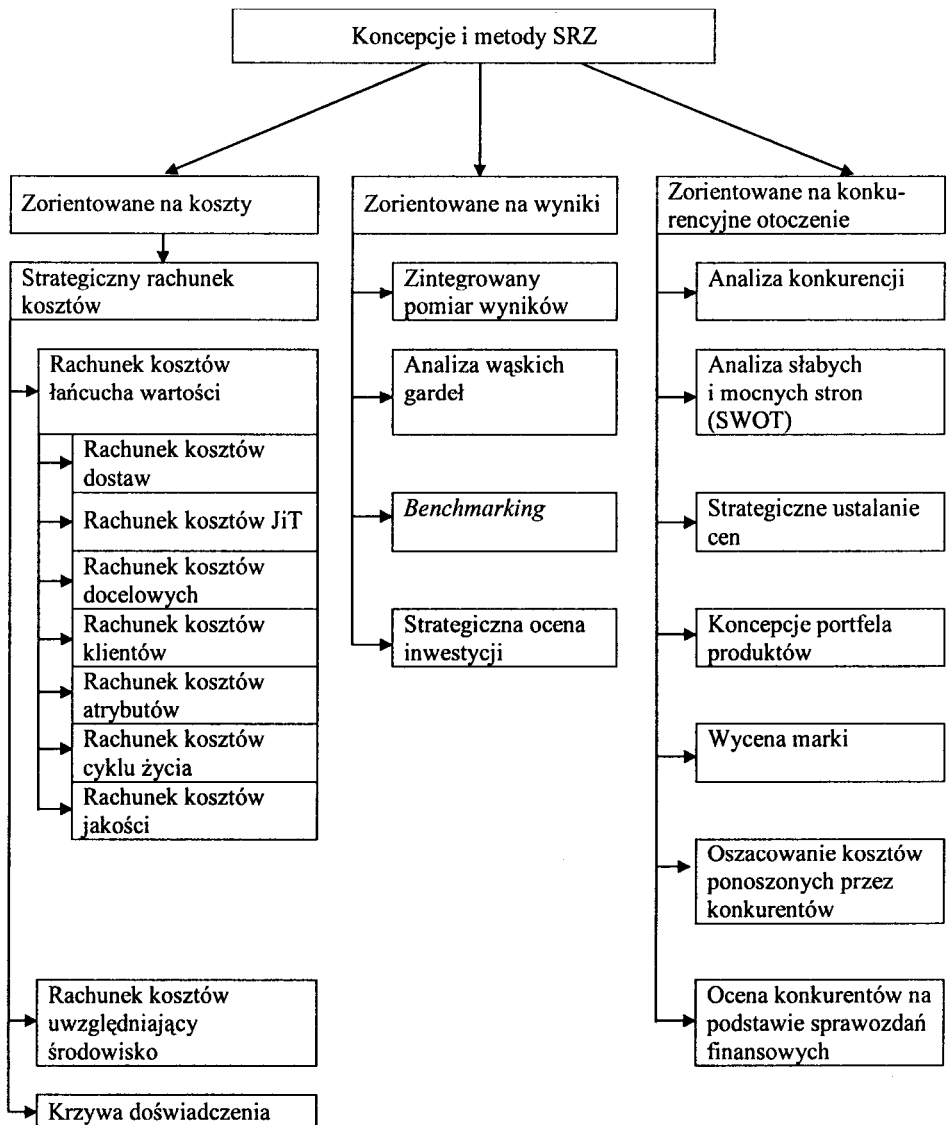 Koncepcje i metody SRZ
Zorientowane na koszty
Strategiczny rachunek
kosztów
Rachunek kosztów
łańcucha wartości
Rachunek kosztów
dostaw
Rachunek kosztów JiT
Rachunek kosztów
docelowych
Rachunek kosztów
klientów
Rachunek kosztów
atrybutów
Rachunek kosztów
cyklu życia
Rachunek kosztów
jakości
Rachunek kosztów
uwzględniający
środowisko
Krzywa doświadczenia
Zorientowane na wyniki
Zintegrowany
pomiar wyników
Analiza wąskich
gardeł
Benchmarking
Strategiczna ocena
inwestycji
Zorientowane na konku-
rencyjne otoczenie
Analiza konkurencji
Analiza słabych
i mocnych stron
(SWOT)
Strategiczne ustalanie
cen
Koncepcje portfela
produktów
Wycena marki
Oszacowanie kosztów
ponoszonych przez
konkurentów
Ocena konkurentów na
podstawie sprawozdań
finansowych